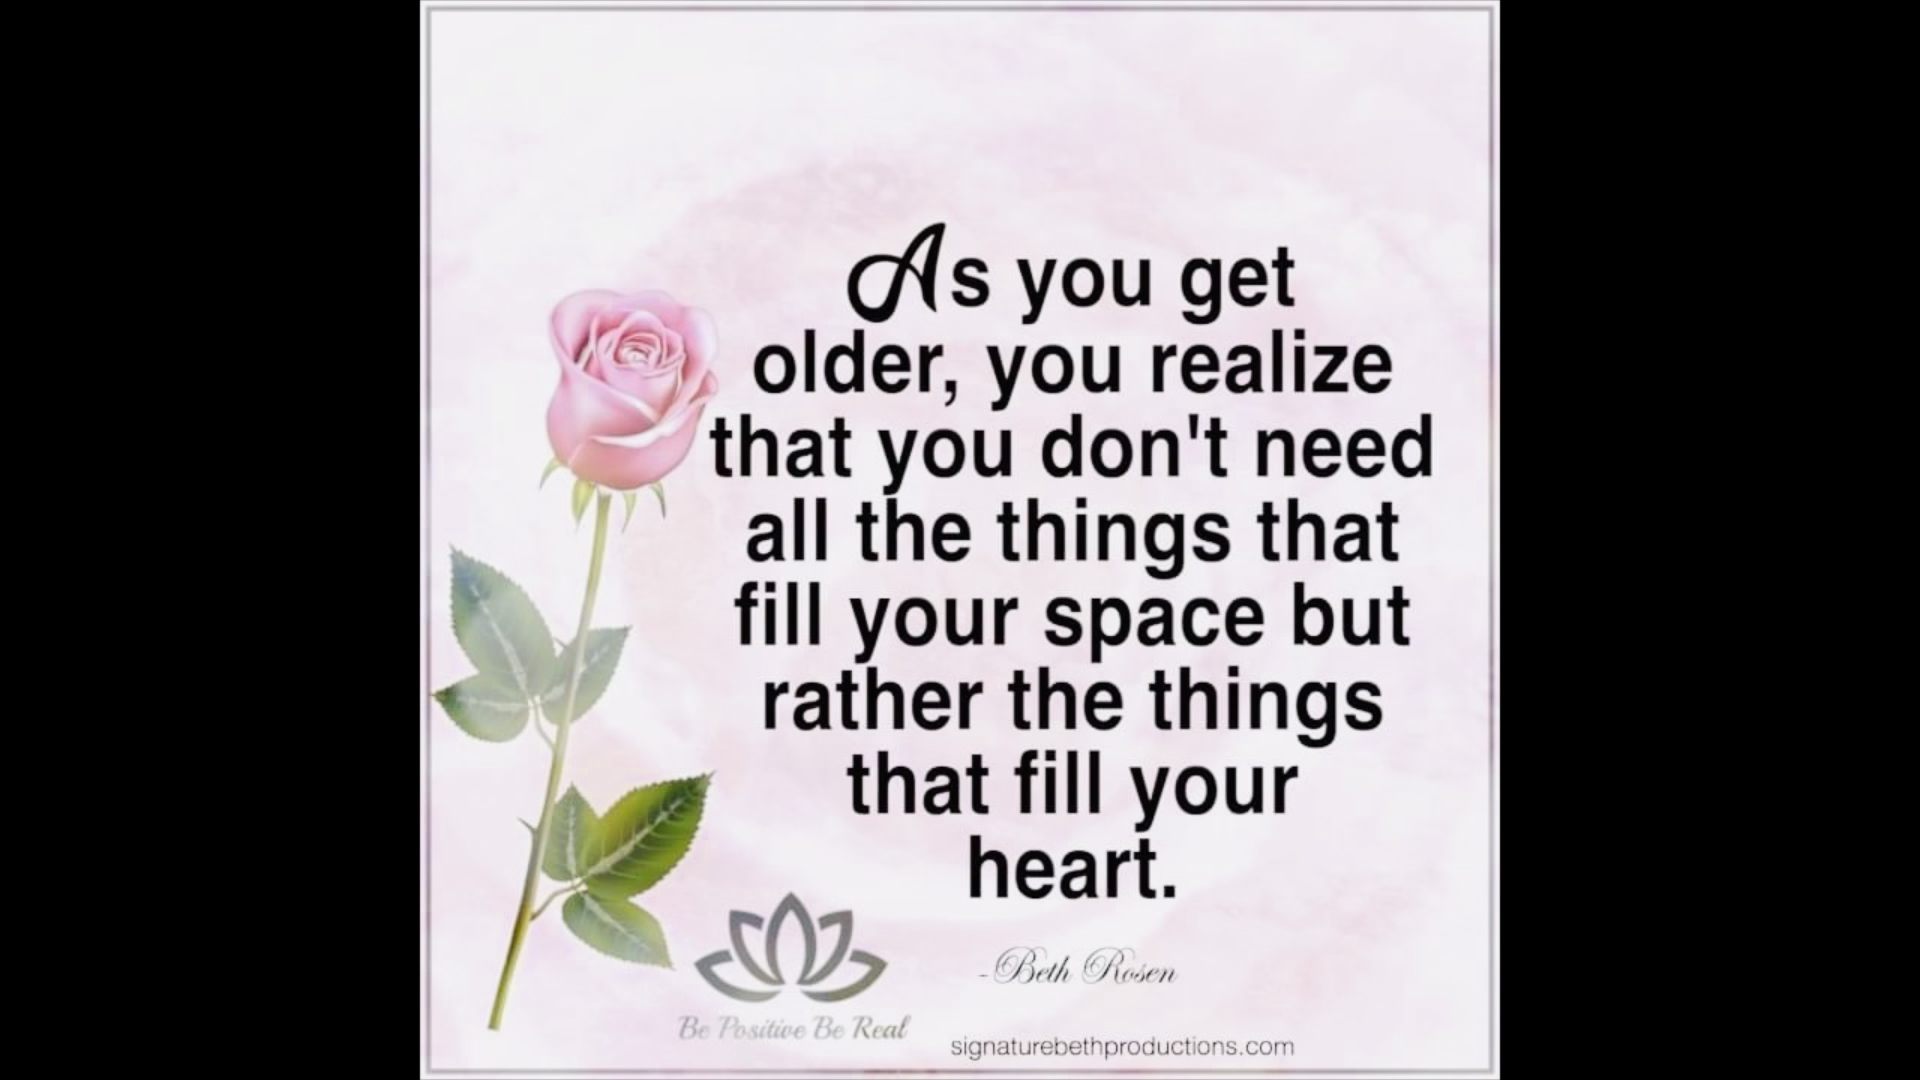 As you get
older, you realize
that you don't need
all the things that
fill your space but
rather the things
that fill your
heart.
-Beth Rosen
Be Positive Be Real
signaturebethproductions.com